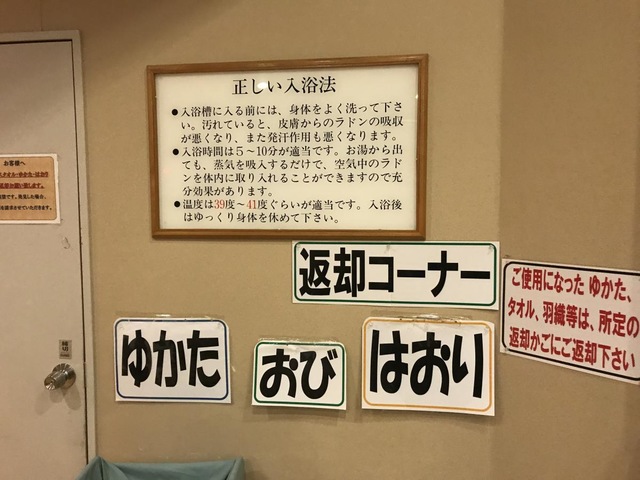 正しい入浴法
●入浴槽に入る前には、身体をよく洗って下さ
い。汚れていると、皮膚からのラドンの吸収
が悪くなり、また発汗作用も悪くなります。
●入浴時間は5～10分が適当です。お湯から出
ても、蒸気を吸入するだけで、空気中のラド
ンを体内に取り入れることができますので充
分効果があります。
●温度は39度～41度ぐらいが適当です。入浴後
はゆっくり身体を休めて下さい。
返却コーナー
ゆかた
おび
はおり
ご使用になった ゆかた、
タオル、羽織等は、所定の
返却かごにご返却下さい
お客様へ